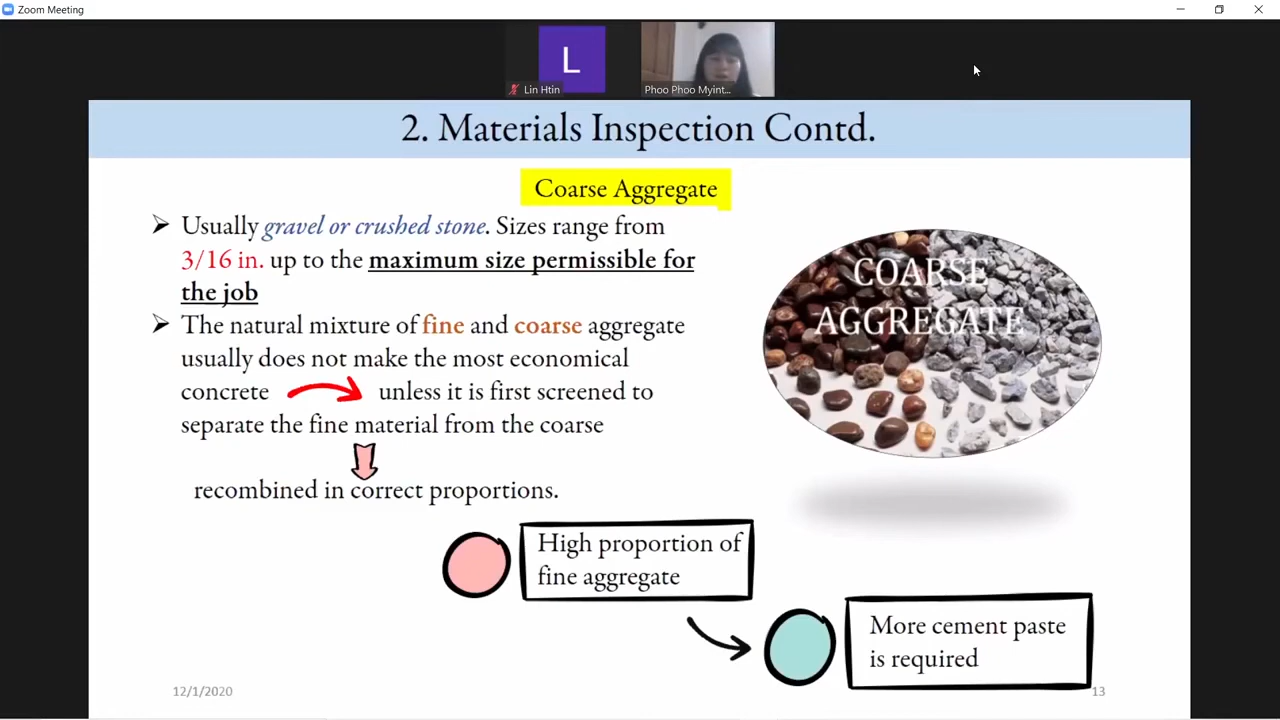 Zoom Meeting
L
Lin Htin
Phoo Phoo Myint...
2. Materials Inspection Contd.
Coarse Aggregate
Usually gravel or crushed stone. Sizes range from
3/16 in. up to the maximum size permissible for
the job
The natural mixture of fine and coarse aggregate
usually does not make the most economical
concrete unless it is first screened to
separate the fine material from the coarse
recombined in correct proportions.
COARSE
AGGREGATE
High proportion of
fine aggregate
More cement paste
is required
12/1/2020
13